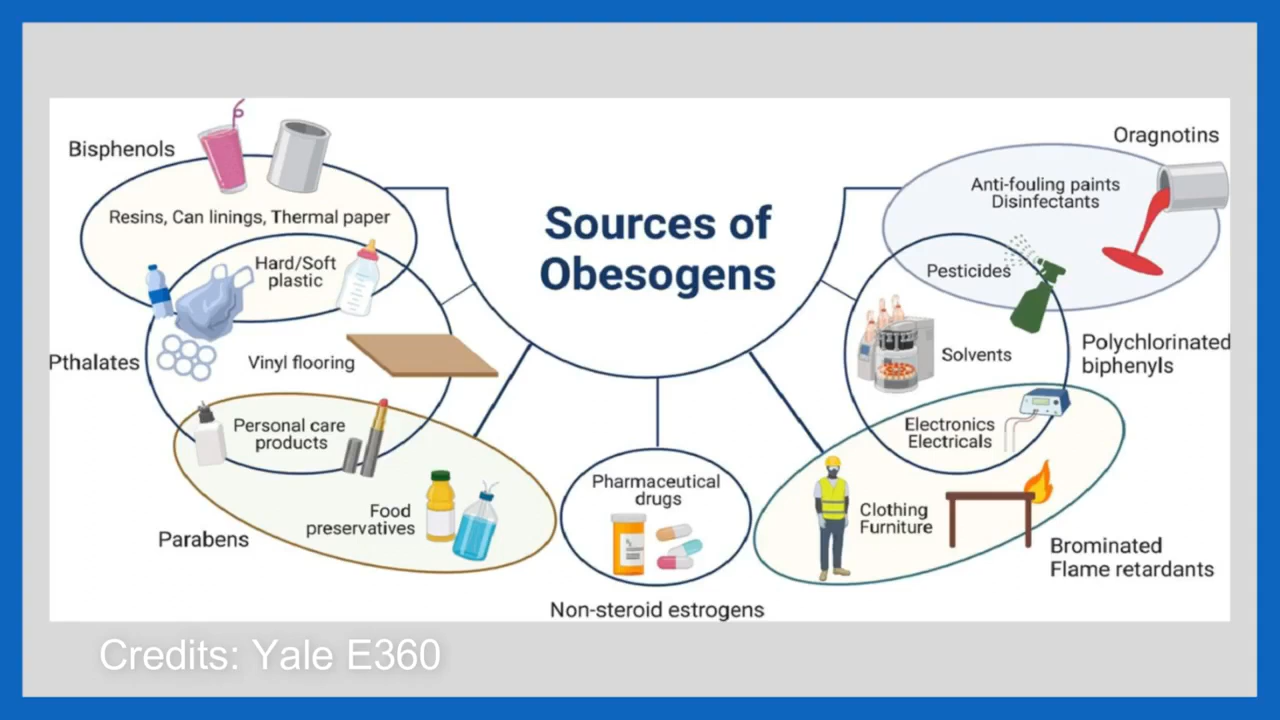 Sources of
Obesogens
Bisphenols
Resins, Can linings, Thermal paper
Hard/Soft
plastic
Pthalates
Vinyl flooring
Personal care
products
Food
preservatives
Parabens
Pharmaceutical
drugs
Non-steroid estrogens
Oragnotins
Anti-fouling paints
Disinfectants
Pesticides
Solvents
Polychlorinated
biphenyls
Electronics
Electricals
Clothing
Furniture
Brominated
Flame retardants
Credits: Yale E360